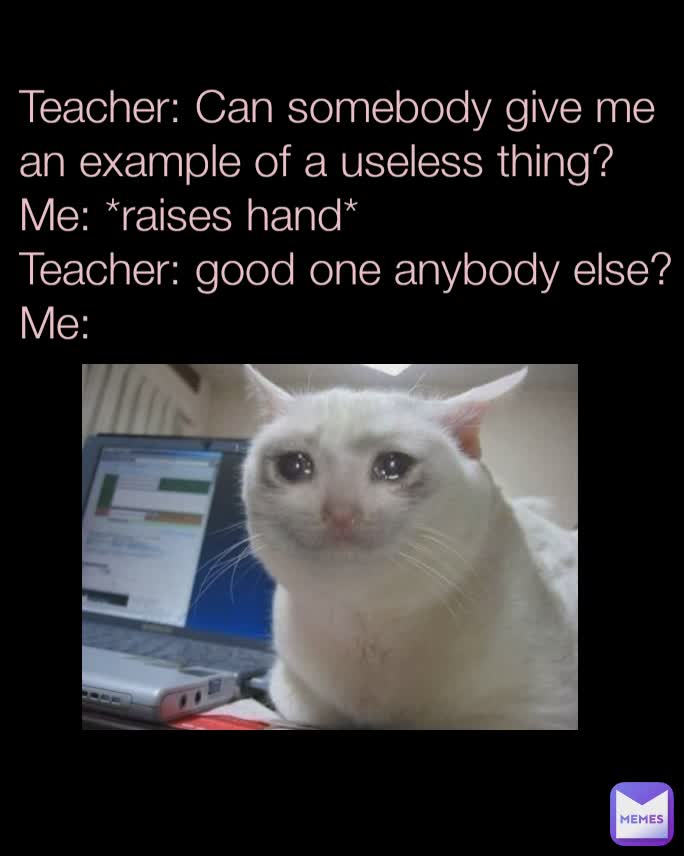 Teacher: Can somebody give me
an example of a useless thing?
Me: *raises hand*
Teacher: good one anybody else?
Me:
MEMES